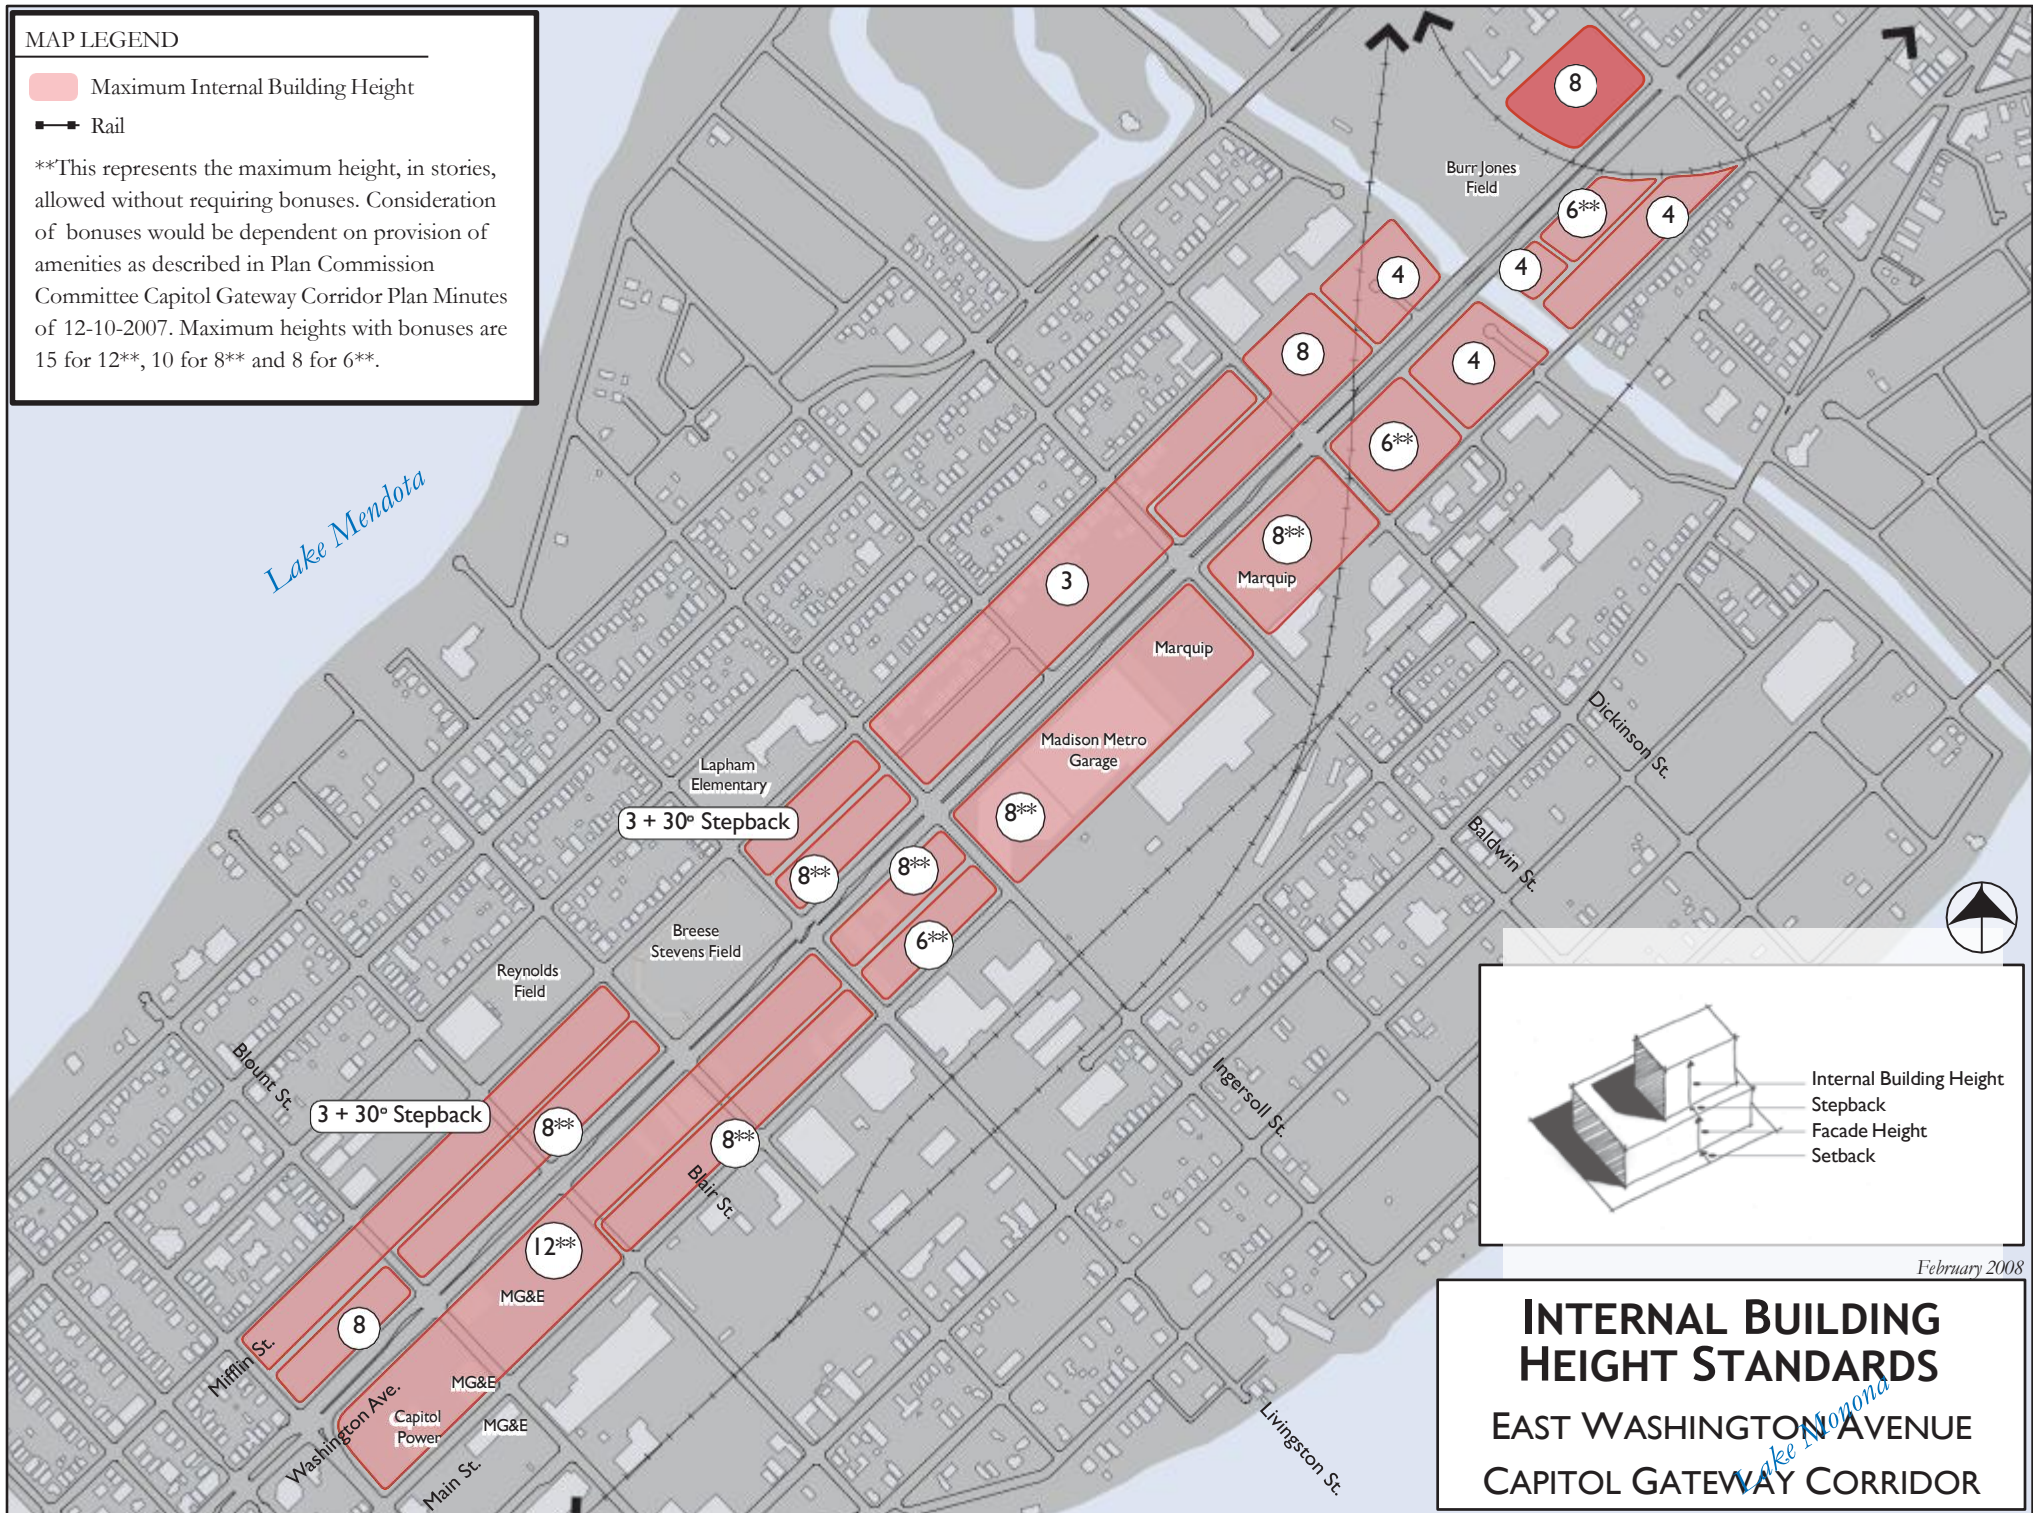 MAP LEGEND
Maximum Internal Building Height
Rail
**This represents the maximum height, in stories,
allowed without requiring bonuses. Consideration
of bonuses would be dependent on provision of
amenities as described in Plan Commission
Committee Capitol Gateway Corridor Plan Minutes
of 12-10-2007. Maximum heights with bonuses are
15 for 12**, 10 for 8** and 8 for 6**.
8
Burr Jones
Field
6**
4
4
4
8
4
6**
8**
Marquip
3
Marquip
Lake Mendota
Madison Metro
Garage
8**
Lapham
Elementary
3 + 30° Stepback
8**
8**
6**
Breese
Stevens Field
Reynolds
Field
Dickinson St.
Baldwin St.
Blount St.
3 + 30° Stepback
8**
8**
Blair St.
Ingersoll St.
12**
MG&E
8
Mifflin St.
MG&E
Washington Ave.
Capitol
Power
MG&E
Main St.
Livingston St.
Internal Building Height
Stepback
Facade Height
Setback
February 2008
INTERNAL BUILDING
HEIGHT STANDARDS
EAST WASHINGTON AVENUE
CAPITOL GATEWAY CORRIDOR
Lake Monona